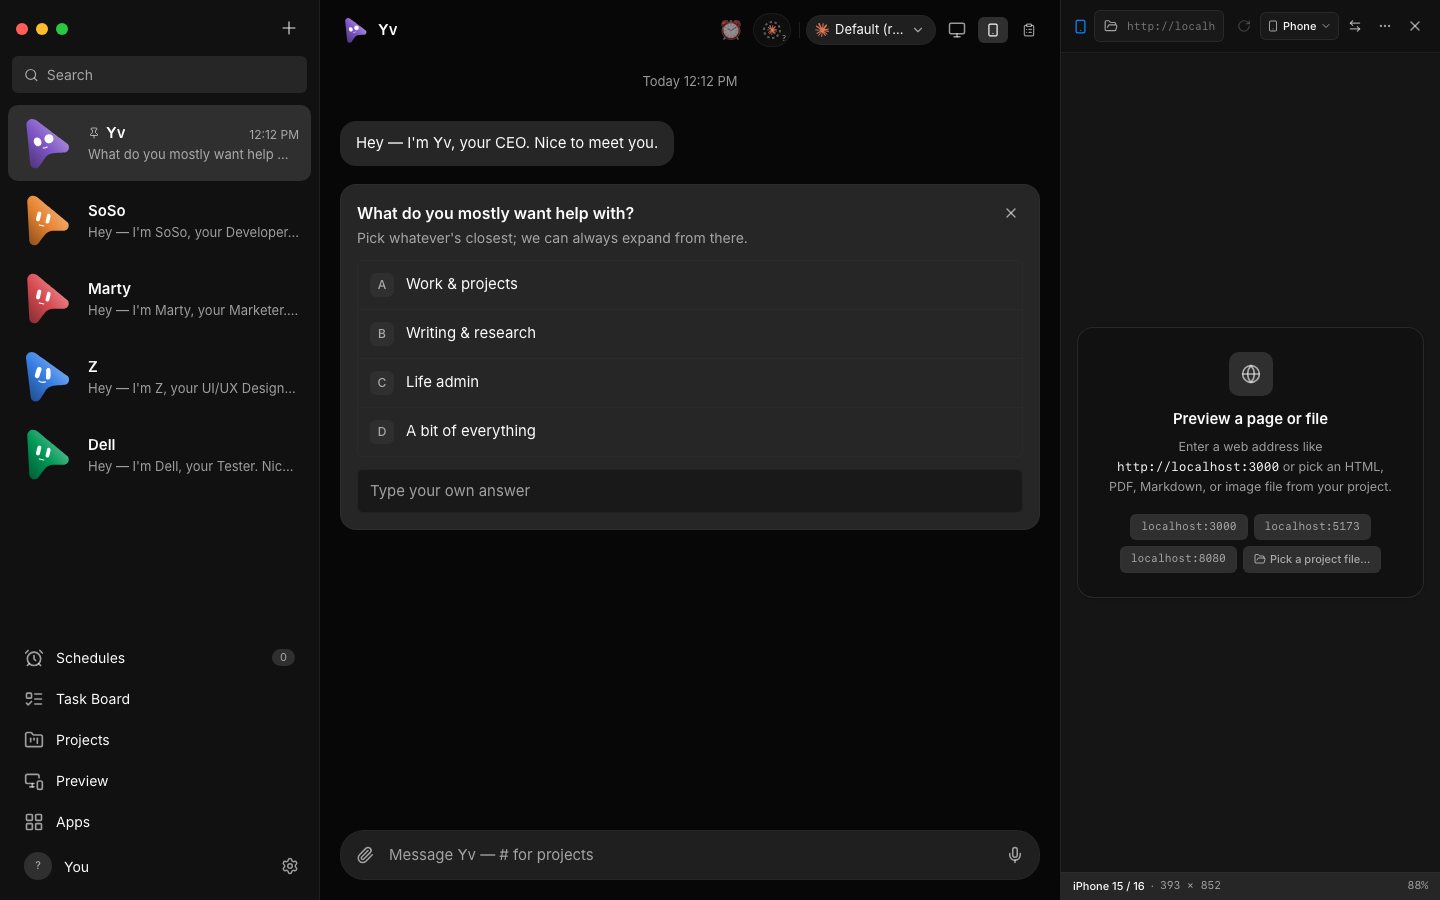 Search
Yv
12:12 PM
What do you mostly want help ...
SoSo
Hey — I'm SoSo, your Developer...
Marty
Hey — I'm Marty, your Marketer....
Z
Hey — I'm Z, your UI/UX Design...
Dell
Hey — I'm Dell, your Tester. Nic...
Schedules
0
Task Board
Projects
Preview
Apps
?
You
Yv
?
Default (r...
Today 12:12 PM
Hey — I'm Yv, your CEO. Nice to meet you.
What do you mostly want help with?
Pick whatever's closest; we can always expand from there.
A
Work & projects
B
Writing & research
C
Life admin
D
A bit of everything
Type your own answer
Message Yv — # for projects
http://localh
Phone
Preview a page or file
Enter a web address like
http://localhost:3000 or pick an HTML,
PDF, Markdown, or image file from your project.
localhost:3000
localhost:5173
localhost:8080
Pick a project file...
iPhone 15 / 16 · 393 × 852
88%